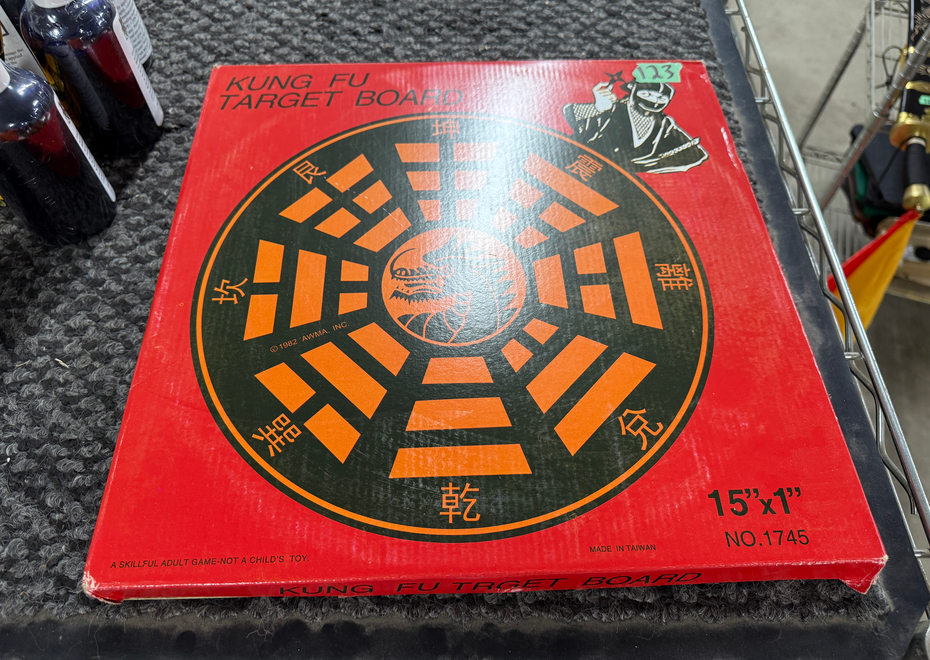 KUNG FU
TARGET BOARD
123
坤
艮
震
坎
離
©1982 AWMA, INC.
巽
兌
乾
15”x1”
NO.1745
MADE IN TAIWAN
A SKILLFUL ADULT GAME-NOT A CHILD'S TOY.
KUNG FU TRGET BOARD